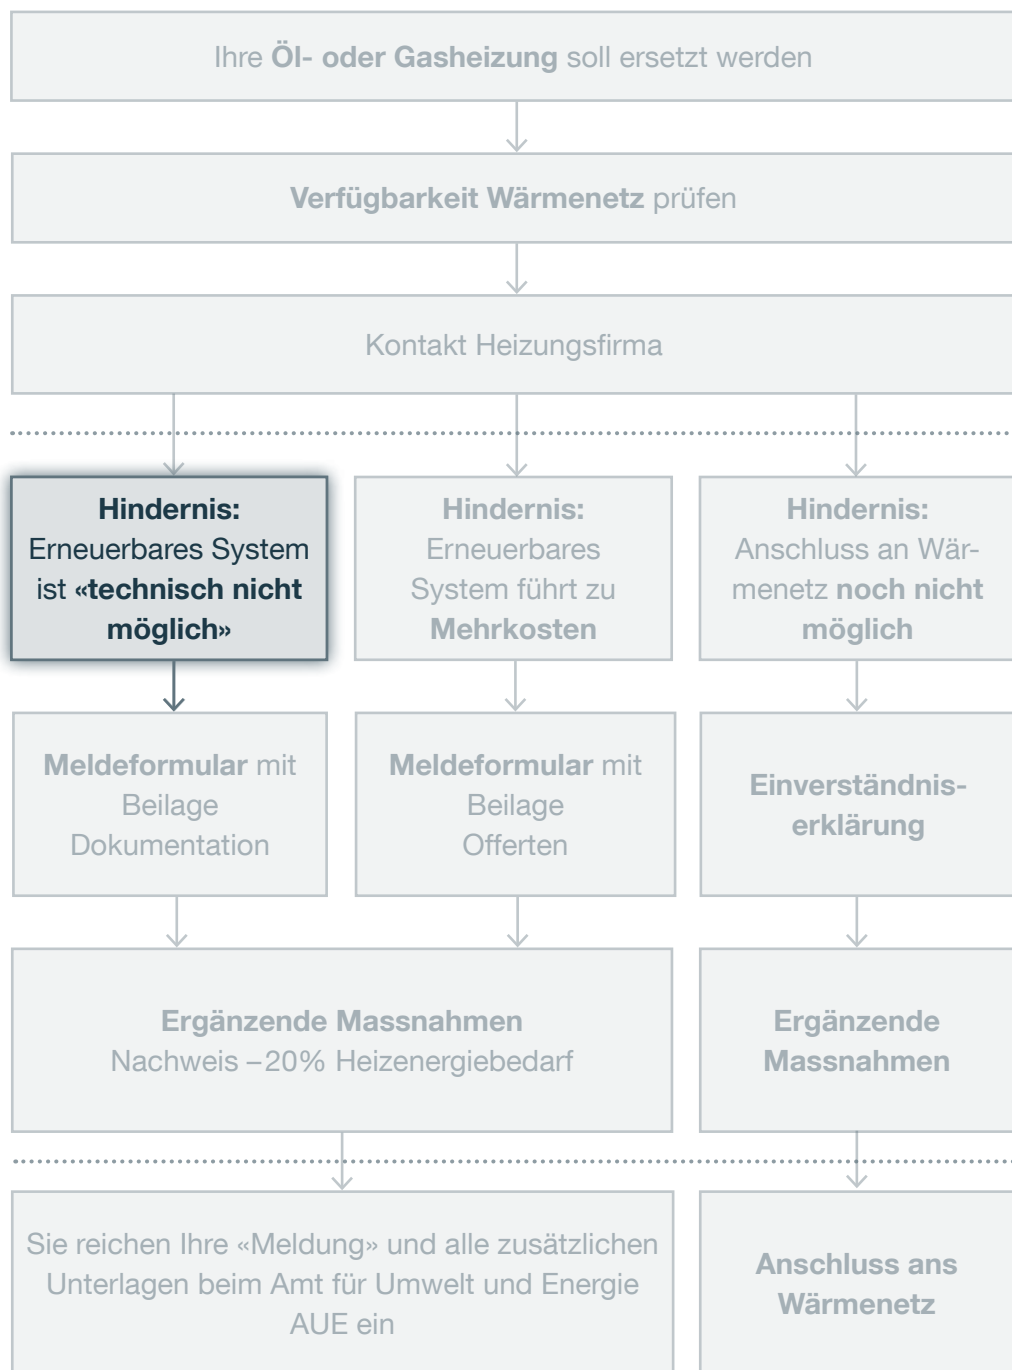 Ihre Öl- oder Gasheizung soll ersetzt werden
Verfügbarkeit Wärmenetz prüfen
Kontakt Heizungsfirma
Hindernis:
Erneuerbares System
ist «technisch nicht
möglich»
Hindernis:
Erneuerbares
System führt zu
Mehrkosten
Hindernis:
Anschluss an Wär-
menetz noch nicht
möglich
Meldeformular mit
Beilage
Dokumentation
Meldeformular mit
Beilage
Offerten
Einverständnis-
erklärung
Ergänzende Massnahmen
Nachweis –20% Heizenergiebedarf
Ergänzende
Massnahmen
Sie reichen Ihre «Meldung» und alle zusätzlichen
Unterlagen beim Amt für Umwelt und Energie
AUE ein
Anschluss ans
Wärmenetz